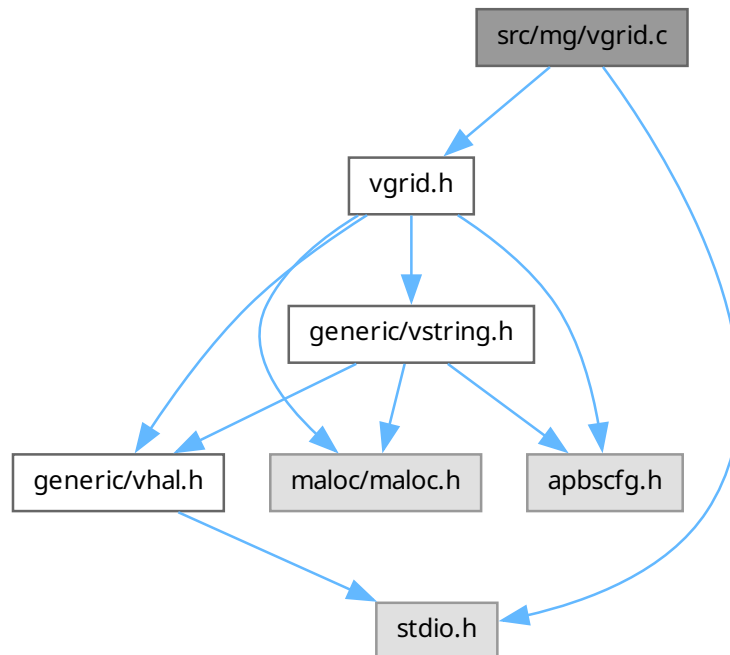 src/mg/vgrid.c
vgrid.h
generic/vstring.h
generic/vhal.h
maloc/maloc.h
apbscfg.h
stdio.h